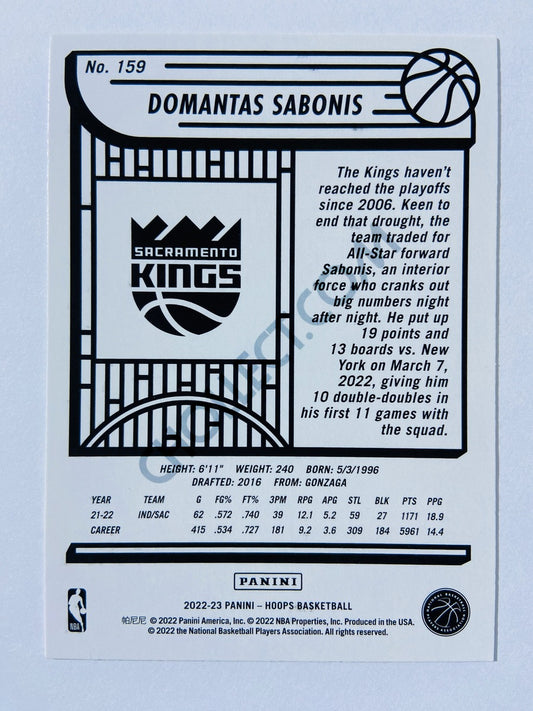 No. 159
DOMANTAS SABONIS
The Kings haven't
reached the playoffs
since 2006. Keen to
end that drought, the
team traded for
All-Star forward
Sabonis, an interior
force who cranks out
big numbers night
after night. He put up
19 points and
13 boards vs. New
York on March 7,
2022, giving him
10 double-doubles in
his first 11 games with
the squad.
SACRAMENTO
KINGS
HEIGHT: 6'11" WEIGHT: 240 BORN: 5/3/1996
DRAFTED: 2016 FROM: GONZAGA
YEAR TEAM G FG% FT% 3PM RPG APG STL BLK PTS PPG
21-22 IND/SAC 62 .572 .740 39 12.1 5.2 59 27 1171 18.9
CAREER 415 .534 .727 181 9.2 3.6 309 184 5961 14.4
PANINI
2022-23 PANINI – HOOPS BASKETBALL
帕尼尼 © 2022 Panini America, Inc. © 2022 NBA Properties, Inc. Produced in the USA.
© 2022 the National Basketball Players Association. All rights reserved.
NBA
NATIONAL BASKETBALL PLAYERS ASSOCIATION